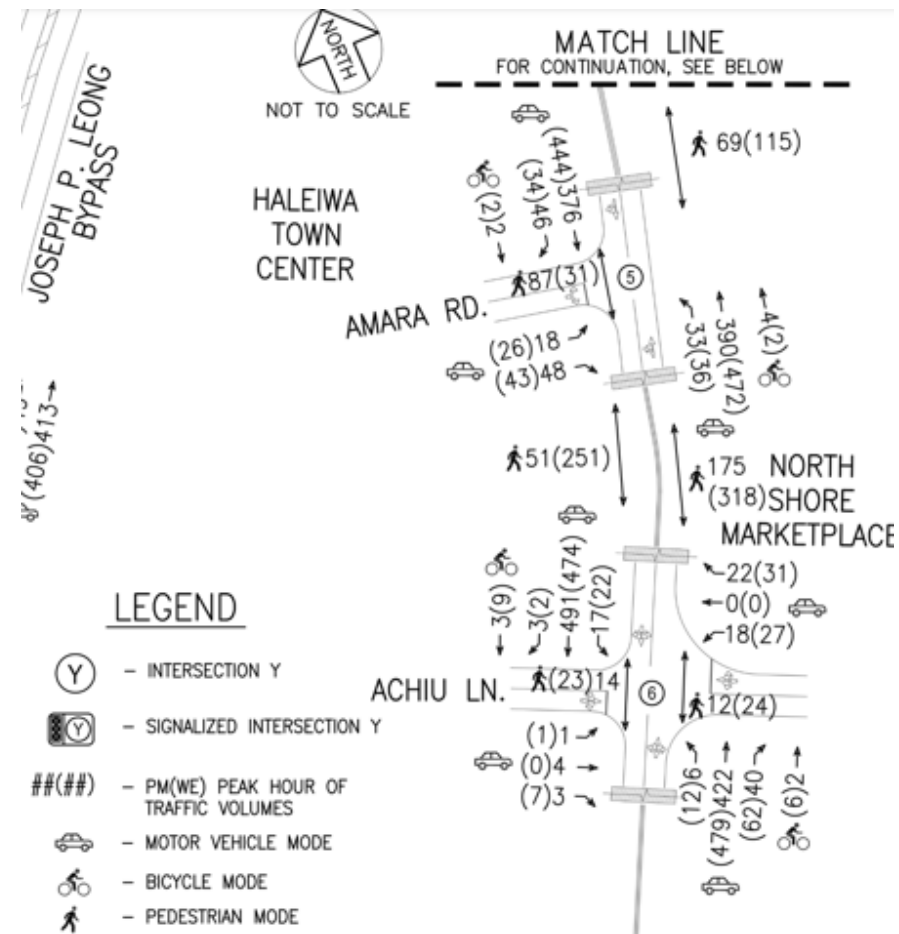 NORTH
NOT TO SCALE
MATCH LINE
FOR CONTINUATION, SEE BELOW
JOSEPH P. LEONG
BYPASS
HALEIWA
TOWN
CENTER
(2)2
(34)46
(444)376
69(115)
87(31)
5
AMARA RD.
(26)18
(43)48
33(36)
390(472)
4(2)
(406)413
51(251)
175
(318)
NORTH
SHORE
MARKETPLACE
3(9)
3(2)
491(474)
17(22)
22(31)
0(0)
18(27)
ACHIU LN.
(23)14
6
12(24)
(1)1
(0)4
(7)3
(12)6
(479)422
(62)40
(6)2
LEGEND
Y – INTERSECTION Y
Y – SIGNALIZED INTERSECTION Y
##(##) – PM(WE) PEAK HOUR OF
TRAFFIC VOLUMES
– MOTOR VEHICLE MODE
– BICYCLE MODE
– PEDESTRIAN MODE